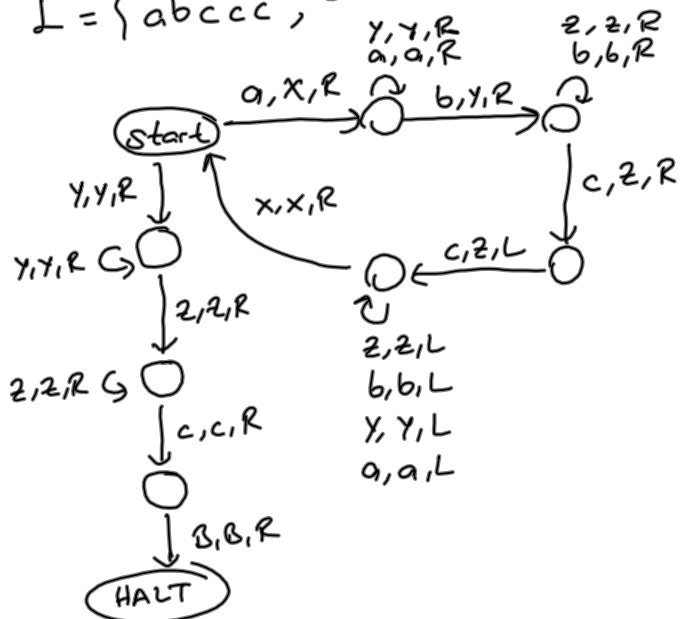 L = { abccc ,
y, y, R
a, a, R
z, z, R
b, b, R
a, x, R
b, y, R
start
c, z, R
y, y, R
x, x, R
y, y, R
c, z, L
z, z, R
z, z, L
z, z, R
b, b, L
c, c, R
y, y, L
a, a, L
B, B, R
HALT